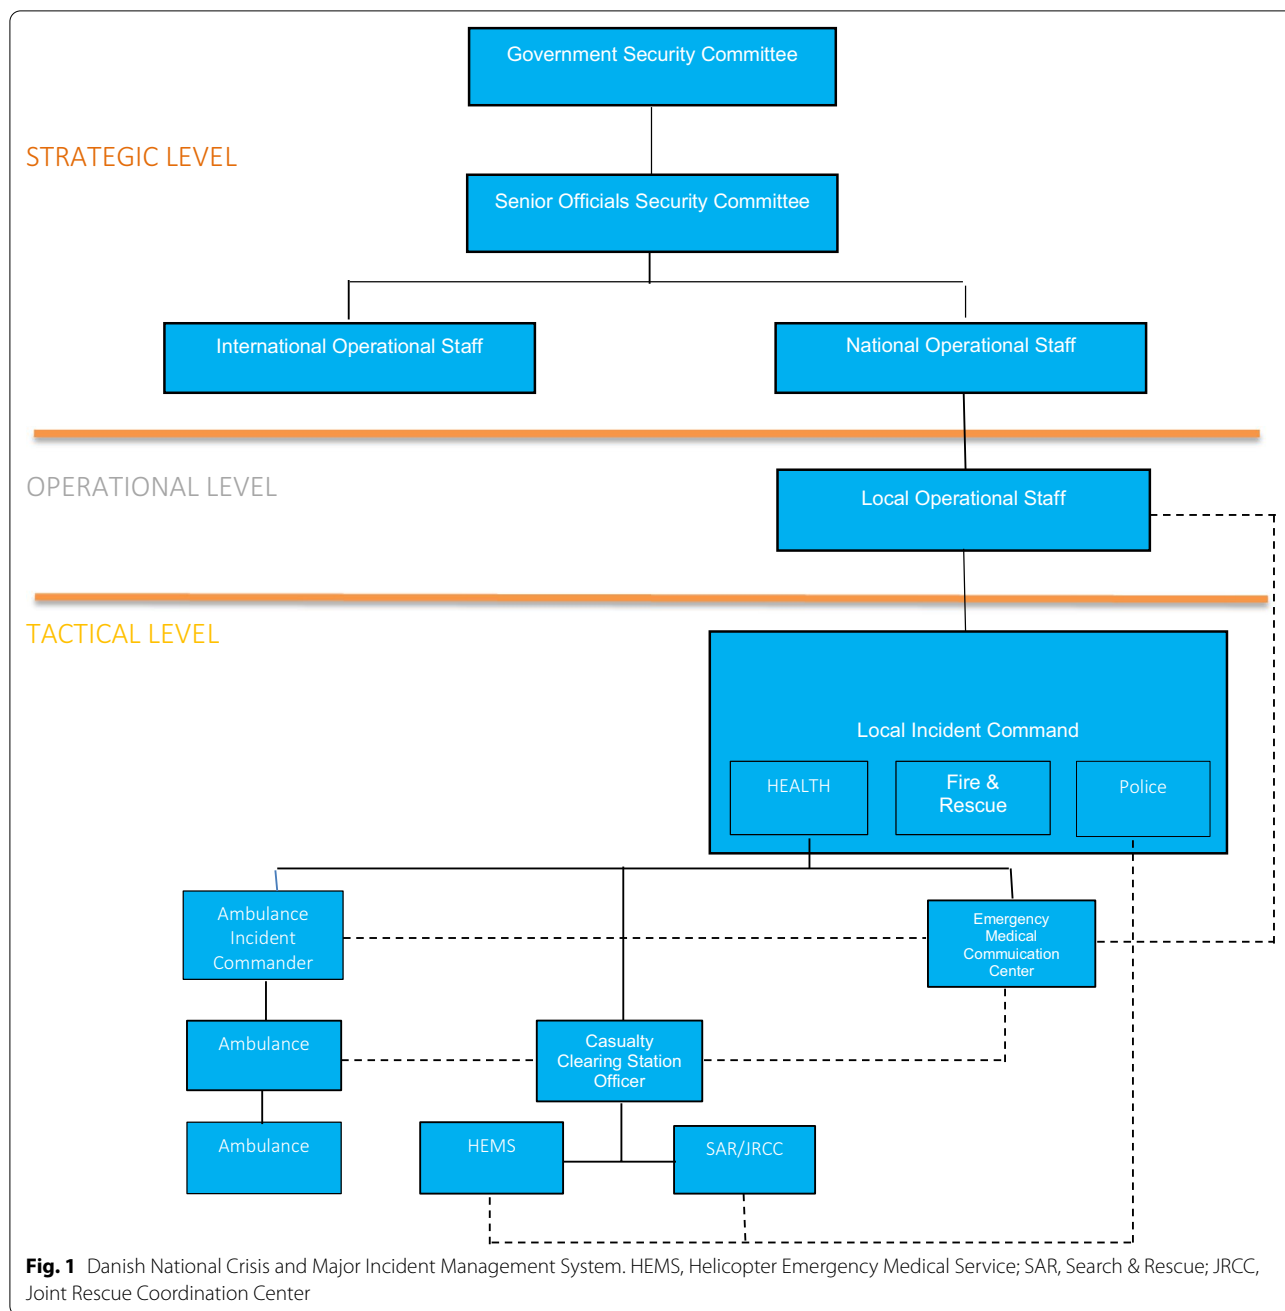 Government Security Committee
STRATEGIC LEVEL
Senior Officials Security Committee
International Operational Staff
National Operational Staff
OPERATIONAL LEVEL
Local Operational Staff
TACTICAL LEVEL
Local Incident Command
HEALTH
Fire &
Rescue
Police
Ambulance
Incident
Commander
Emergency
Medical
Commuication
Center
Ambulance
Casualty
Clearing Station
Officer
Ambulance
HEMS
SAR/JRCC
Fig. 1 Danish National Crisis and Major Incident Management System. HEMS, Helicopter Emergency Medical Service; SAR, Search & Rescue; JRCC,
Joint Rescue Coordination Center